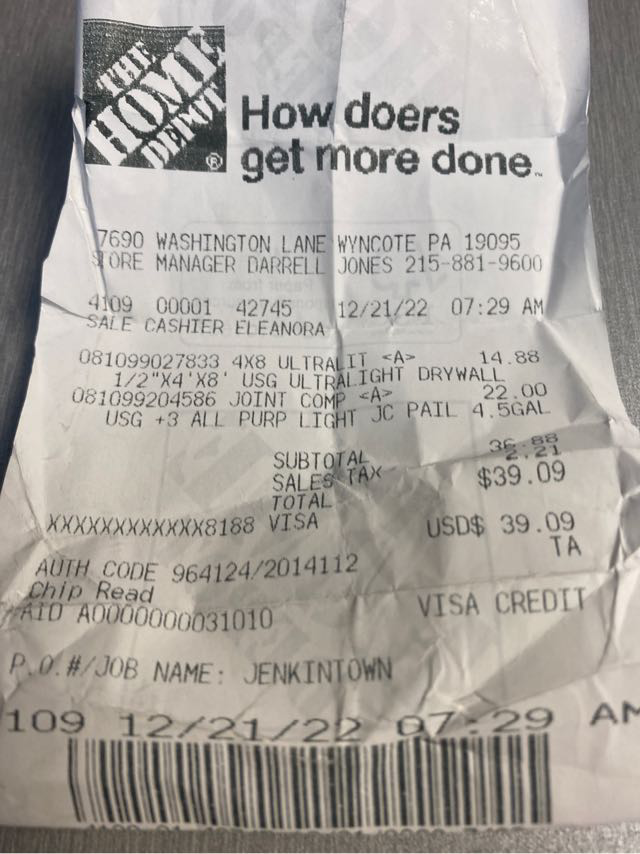 THE
HOME
DEPOT®
How doers
get more done™
7690 WASHINGTON LANE WYNCOTE PA 19095
STORE MANAGER DARRELL JONES 215-881-9600
4109 00001 42745 12/21/22 07:29 AM
SALE CASHIER ELEANORA
081099027833 4X8 ULTRALIT <A> 14.88
1/2"X4'X8' USG ULTRALIGHT DRYWALL
081099204586 JOINT COMP <A> 22.00
USG +3 ALL PURP LIGHT JC PAIL 4.5GAL
SUBTOTAL 36.88
SALES TAX 2.21
TOTAL $39.09
XXXXXXXXXXXX8188 VISA
USD$ 39.09
TA
AUTH CODE 964124/2014112
Chip Read
AID A0000000031010 VISA CREDIT
P.O.#/JOB NAME: JENKINTOWN
109 12/21/22 07:29 AM